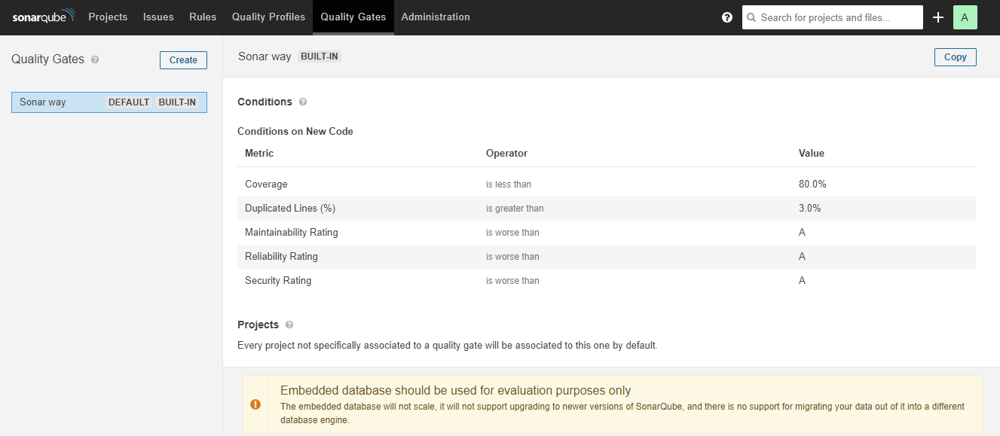 sonarqube Projects Issues Rules Quality Profiles Quality Gates Administration ? Search for projects and files... + A
Quality Gates ? Create
Sonar way DEFAULT BUILT-IN
Sonar way BUILT-IN Copy
Conditions ?
Conditions on New Code
Metric Operator Value
Coverage is less than 80.0%
Duplicated Lines (%) is greater than 3.0%
Maintainability Rating is worse than A
Reliability Rating is worse than A
Security Rating is worse than A
Projects ?
Every project not specifically associated to a quality gate will be associated to this one by default.
Embedded database should be used for evaluation purposes only
The embedded database will not scale, it will not support upgrading to newer versions of SonarQube, and there is no support for migrating your data out of it into a different
database engine.